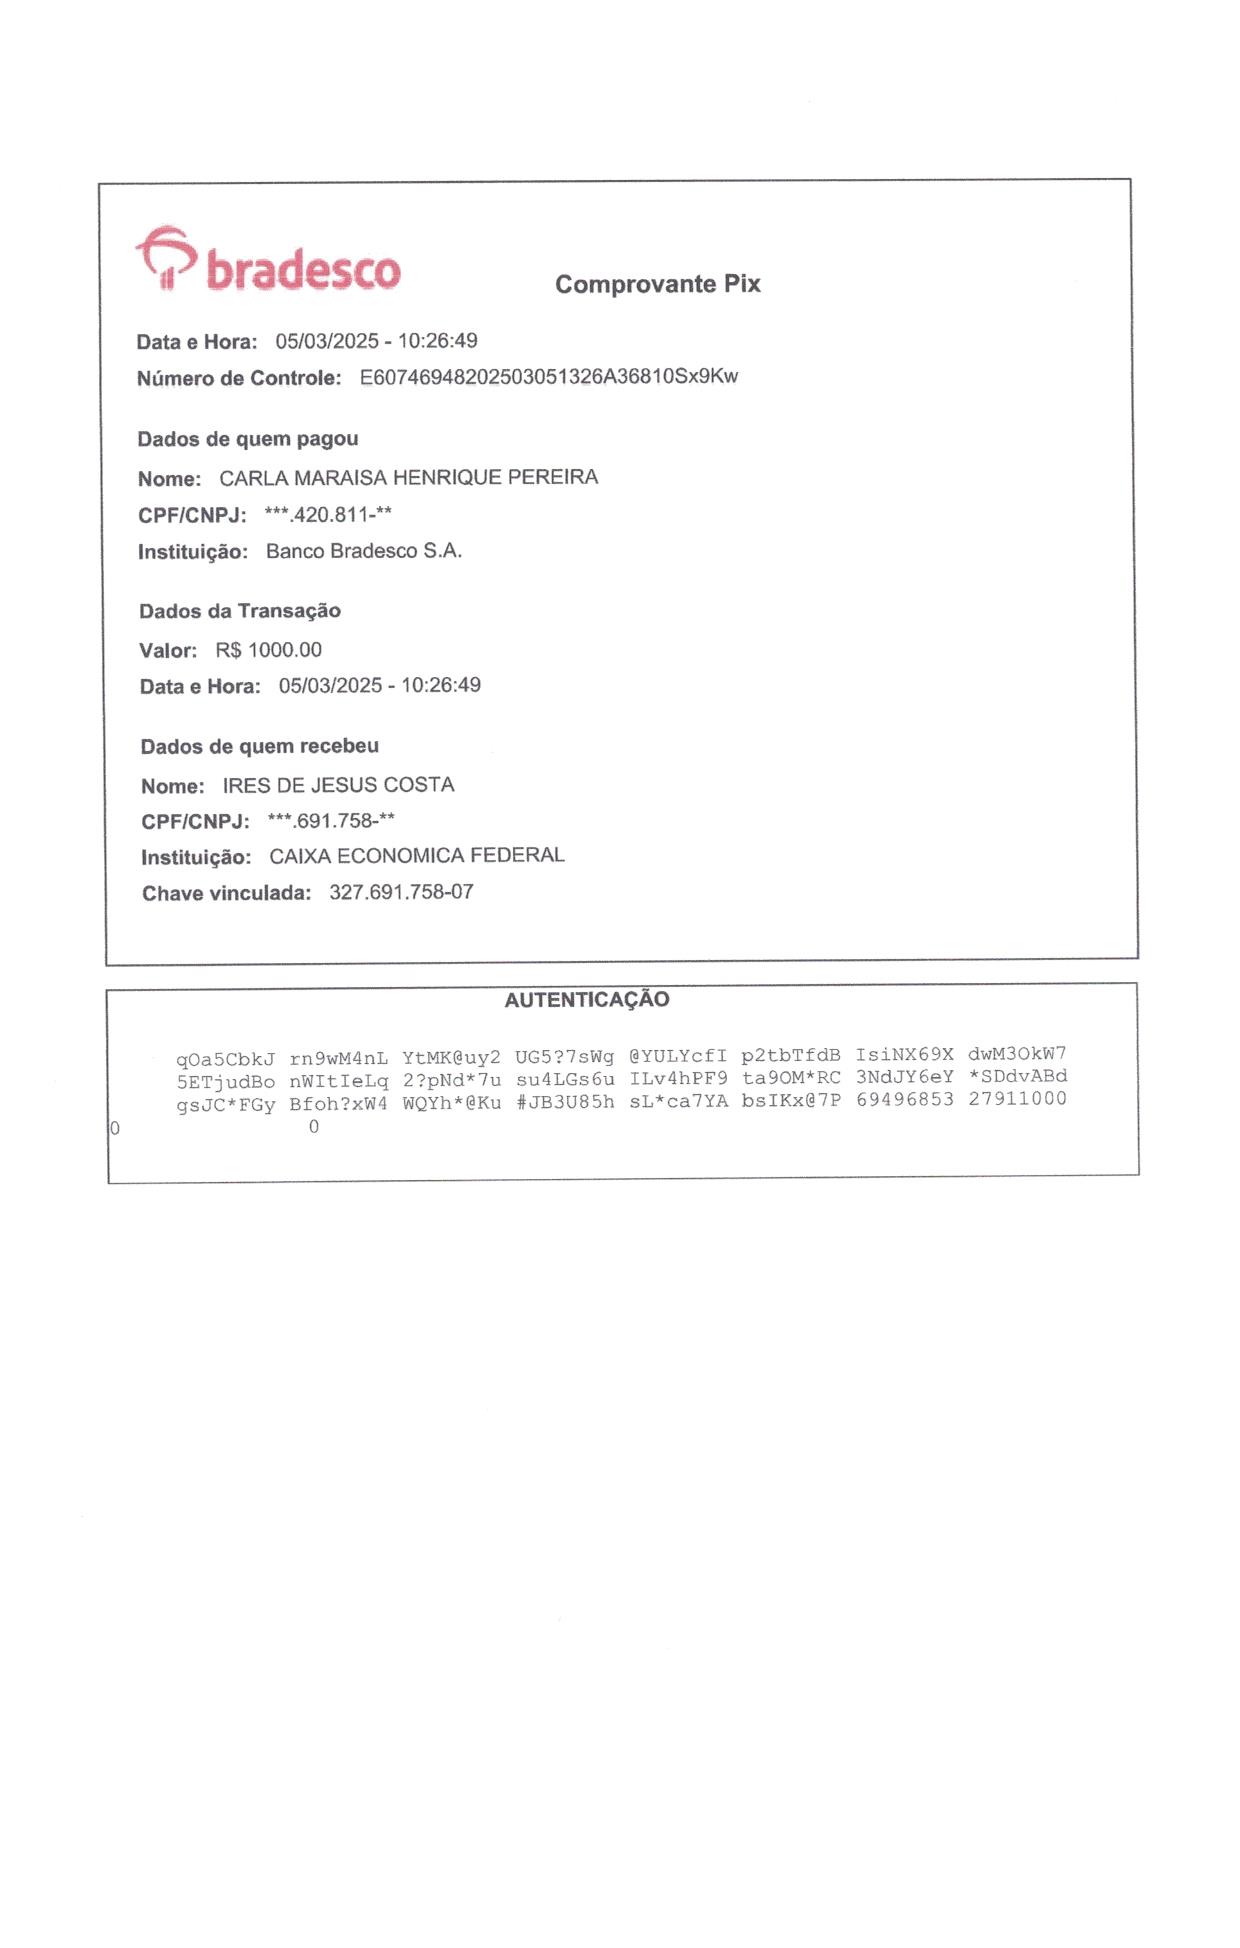 bradesco
Comprovante Pix
Data e Hora: 05/03/2025 - 10:26:49
Número de Controle: E60746948202503051326A36810Sx9Kw
Dados de quem pagou
Nome: CARLA MARAISA HENRIQUE PEREIRA
CPF/CNPJ: ***.420.811-**
Instituição: Banco Bradesco S.A.
Dados da Transação
Valor: R$ 1000.00
Data e Hora: 05/03/2025 - 10:26:49
Dados de quem recebeu
Nome: IRES DE JESUS COSTA
CPF/CNPJ: ***.691.758-**
Instituição: CAIXA ECONOMICA FEDERAL
Chave vinculada: 327.691.758-07
AUTENTICAÇÃO
qOa5CbkJ rn9wM4nL YtMK@uy2 UG5?7sWg @YULYcfI p2tbTfdB IsiNX69X dwM3OkW7
5ETjudBo nWItIeLq 2?pNd*7u su4LGs6u ILv4hPF9 ta9OM*RC 3NdJY6eY *SDdvABd
gsJC*FGy Bfoh?xW4 WQYh*@Ku #JB3U85h sL*ca7YA bsIKx@7P 69496853 27911000
0 0